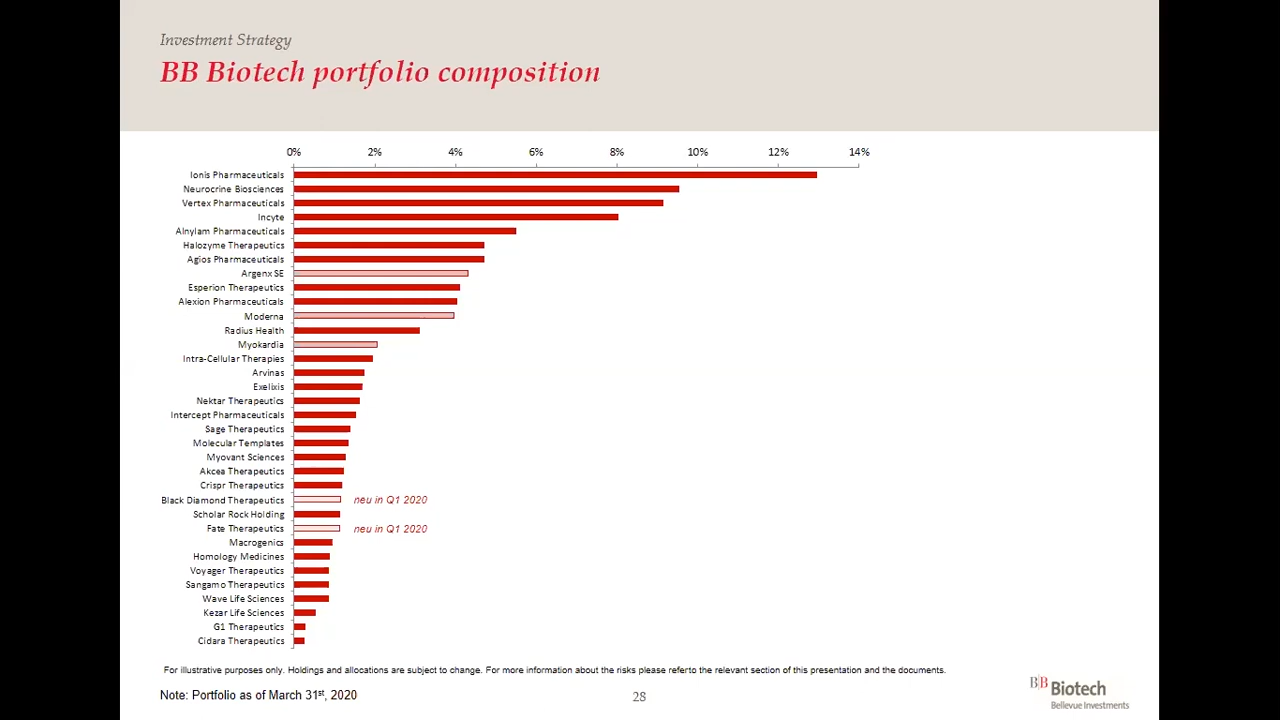 Investment Strategy
BB Biotech portfolio composition
0% 2% 4% 6% 8% 10% 12% 14%
Ionis Pharmaceuticals
Neurocrine Biosciences
Vertex Pharmaceuticals
Incyte
Alnylam Pharmaceuticals
Halozyme Therapeutics
Agios Pharmaceuticals
Argenx SE
Esperion Therapeutics
Alexion Pharmaceuticals
Moderna
Radius Health
Myokardia
Intra-Cellular Therapies
Arvinas
Exelixis
Nektar Therapeutics
Intercept Pharmaceuticals
Sage Therapeutics
Molecular Templates
Myovant Sciences
Akcea Therapeutics
Crispr Therapeutics
Black Diamond Therapeutics neu in Q1 2020
Scholar Rock Holding
Fate Therapeutics neu in Q1 2020
Macrogenics
Homology Medicines
Voyager Therapeutics
Sangamo Therapeutics
Wave Life Sciences
Kezar Life Sciences
G1 Therapeutics
Cidara Therapeutics
For illustrative purposes only. Holdings and allocations are subject to change. For more information about the risks please referto the relevant section of this presentation and the documents.
Note: Portfolio as of March 31st, 2020
28
B|B Biotech
Bellevue Investments